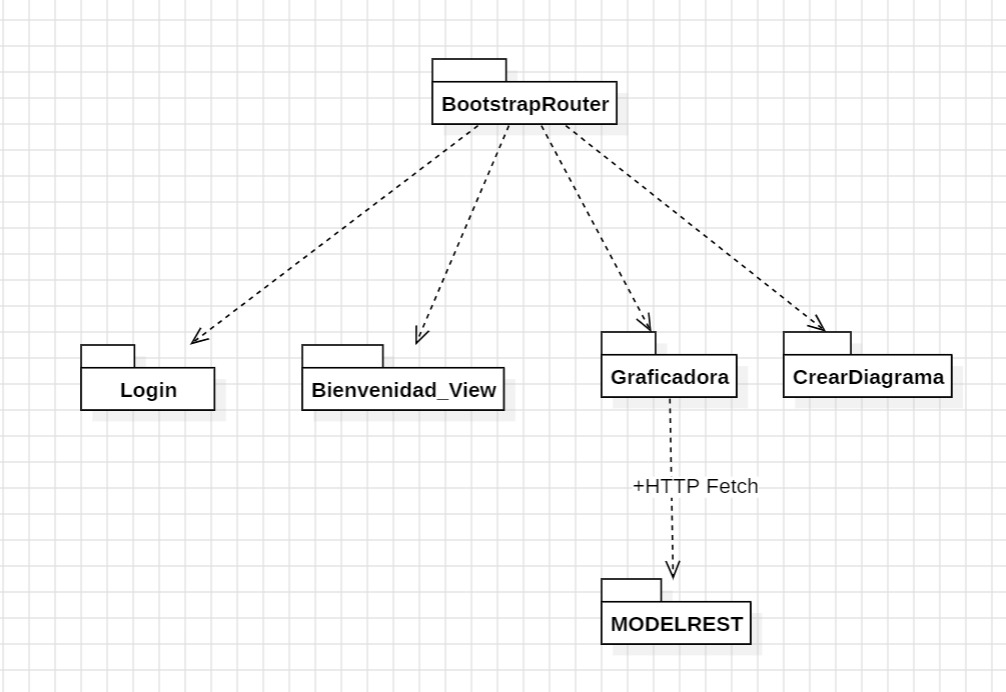 BootstrapRouter
Login
Bienvenidad_View
Graficadora
CrearDiagrama
+HTTP Fetch
MODELREST